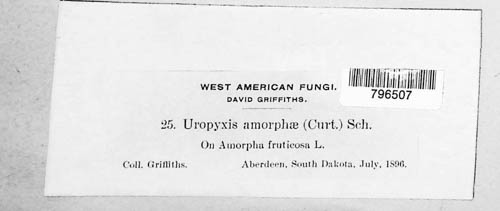 WEST AMERICAN FUNGI.
DAVID GRIFFITHS.
796507
25. Uropyxis amorphæ (Curt.) Sch.
On Amorpha fruticosa L.
Coll. Griffiths. Aberdeen, South Dakota, July, 1896.